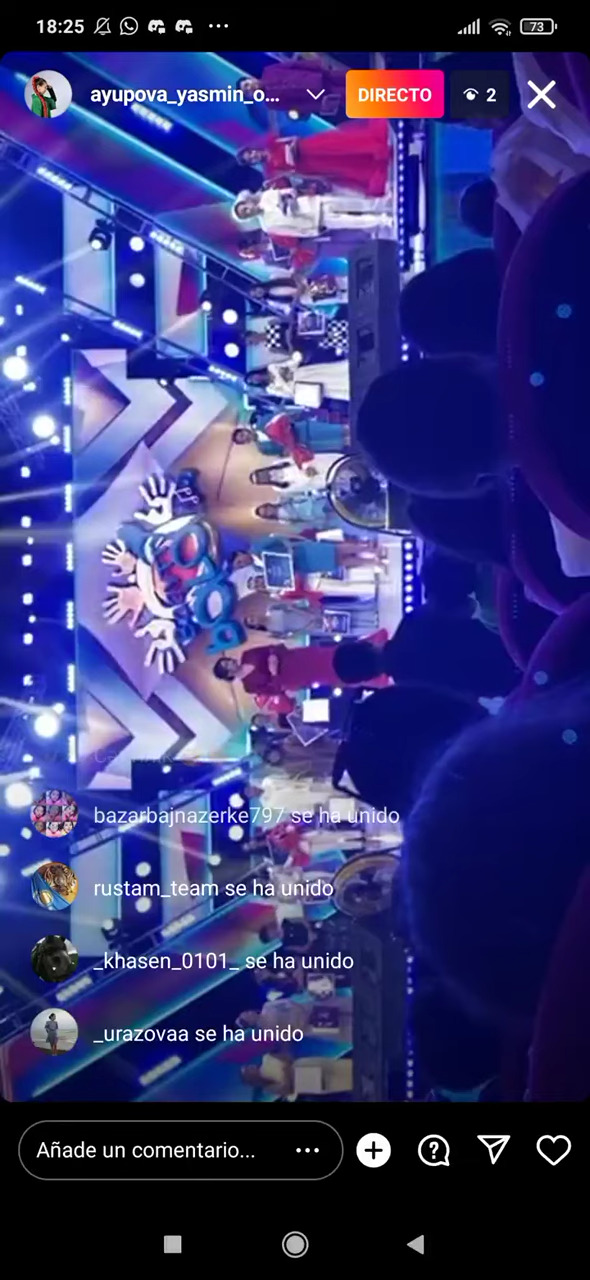 18:25
73
ayupova_yasmin_o...
DIRECTO
2
bazarbajnazerke797 se ha unido
rustam_team se ha unido
_khasen_0101_ se ha unido
_urazovaa se ha unido
Añade un comentario...